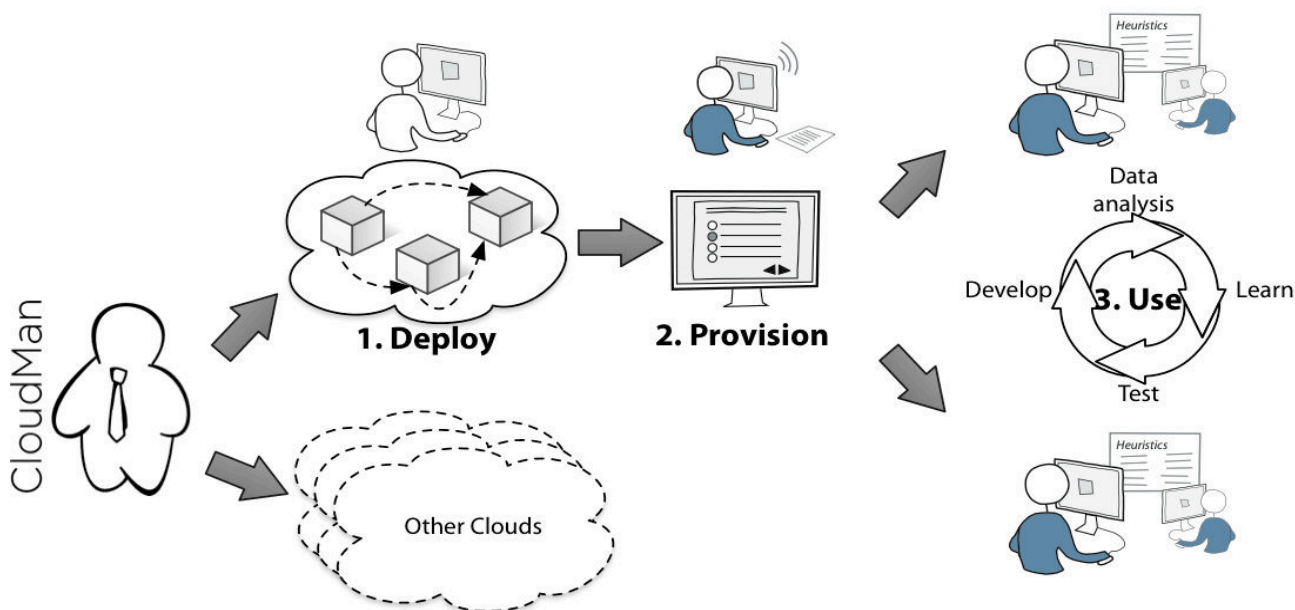 CloudMan
1. Deploy
Other Clouds
2. Provision
Heuristics
Data
analysis
Develop
3. Use
Learn
Test
Heuristics